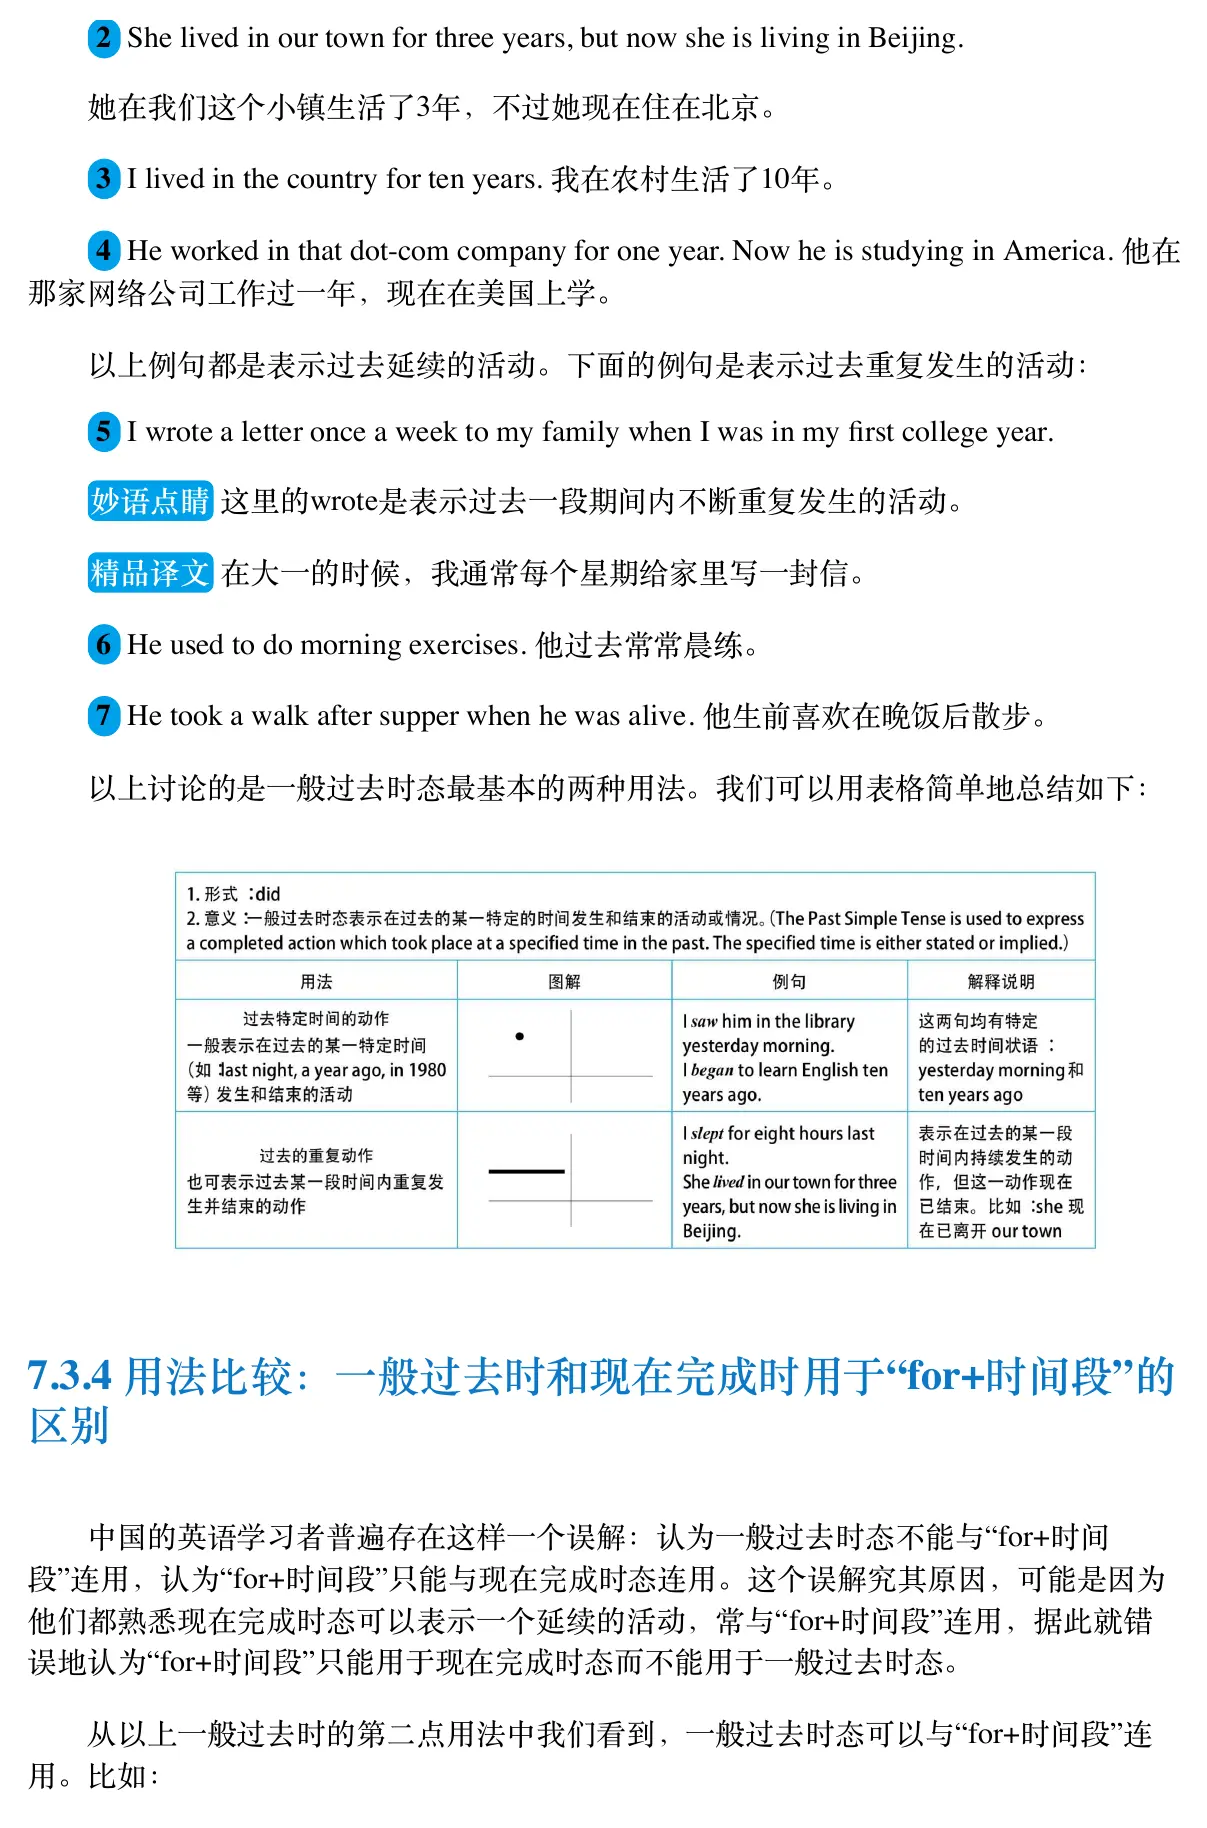 2 She lived in our town for three years, but now she is living in Beijing.
她在我们这个小镇生活了3年，不过她现在住在北京。
3 I lived in the country for ten years. 我在农村生活了10年。
4 He worked in that dot-com company for one year. Now he is studying in America. 他在
那家网络公司工作过一年，现在在美国上学。
以上例句都是表示过去延续的活动。下面的例句是表示过去重复发生的活动：
5 I wrote a letter once a week to my family when I was in my first college year.
妙语点睛 这里的wrote是表示过去一段期间内不断重复发生的活动。
精品译文 在大一的时候，我通常每个星期给家里写一封信。
6 He used to do morning exercises. 他过去常常晨练。
7 He took a walk after supper when he was alive. 他生前喜欢在晚饭后散步。
以上讨论的是一般过去时态最基本的两种用法。我们可以用表格简单地总结如下：
1. 形式：did
2. 意义：一般过去时态表示在过去的某一特定的时间发生和结束的活动或情况。（The Past Simple Tense is used to express
a completed action which took place at a specified time in the past. The specified time is either stated or implied.）
用法 图解 例句 解释说明
过去特定时间的动作
一般表示在过去的某一特定时间
（如：last night, a year ago, in 1980
等）发生和结束的活动
I saw him in the library
yesterday morning.
I began to learn English ten
years ago.
这两句均有特定
的过去时间状语：
yesterday morning 和
ten years ago
过去的重复动作
也可表示过去某一段时间内重复发
生并结束的动作
I slept for eight hours last
night.
She lived in our town for three
years, but now she is living in
Beijing.
表示在过去的某一段
时间内持续发生的动
作，但这一动作现在
已结束。比如：she 现
在已离开 our town
7.3.4 用法比较：一般过去时和现在完成时用于“for+时间段”的
区别
中国的英语学习者普遍存在这样一个误解：认为一般过去时态不能与“for+时间
段”连用，认为“for+时间段”只能与现在完成时态连用。这个误解究其原因，可能是因为
他们都熟悉现在完成时态可以表示一个延续的活动，常与“for+时间段”连用，据此就错
误地认为“for+时间段”只能用于现在完成时态而不能用于一般过去时态。
从以上一般过去时的第二点用法中我们看到，一般过去时态可以与“for+时间段”连
用。比如：